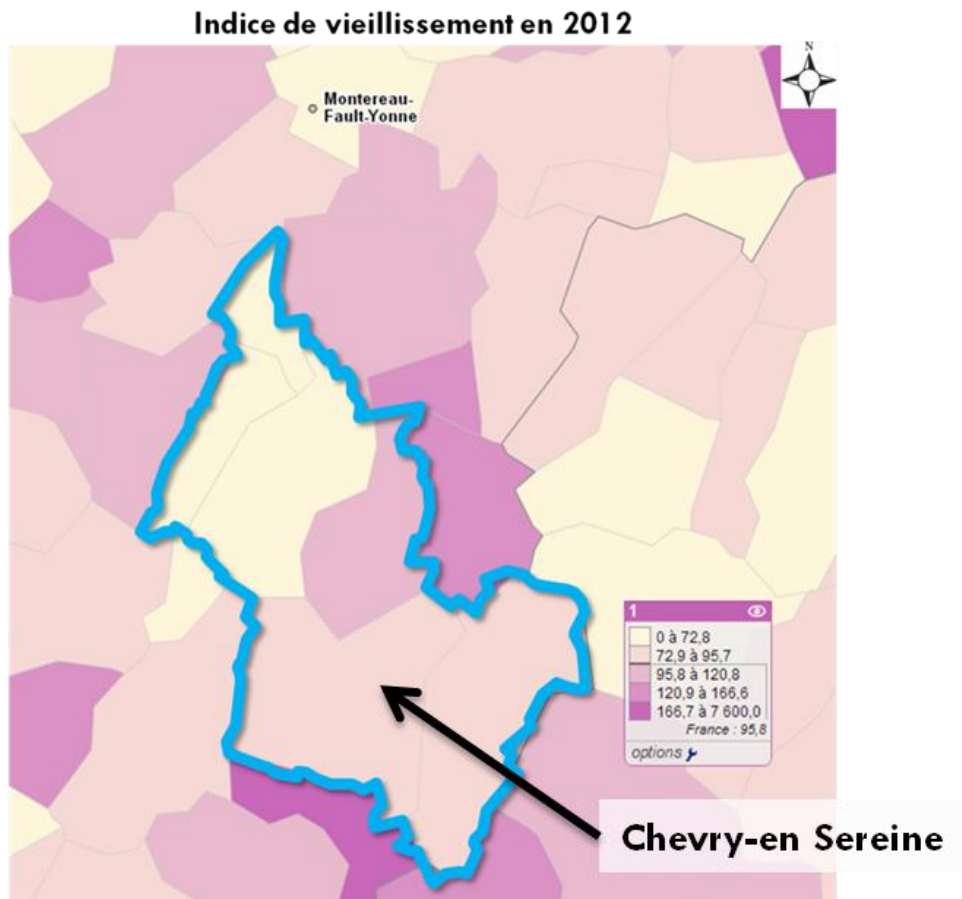 Indice de vieillissement en 2012
N
Montereau-
Fault-Yonne
1
0 à 72,8
72,9 à 95,7
95,8 à 120,8
120,9 à 166,6
166,7 à 7 600,0
France : 95,8
options
Chevry-en Sereine